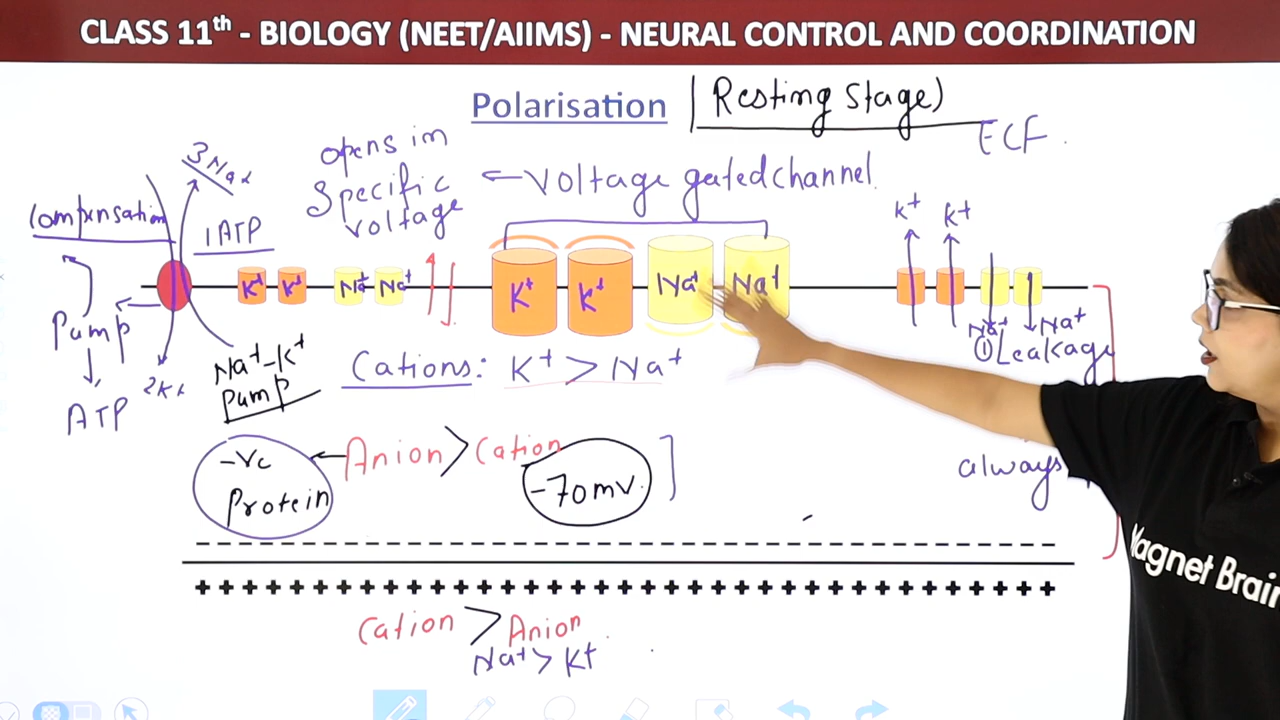 CLASS 11th - BIOLOGY (NEET/AIIMS) - NEURAL CONTROL AND COORDINATION
Polarisation (Resting Stage)
ECF
3Na+
opens in
Specific
voltage
← Voltage gated channel
Compensation
1ATP
K+ K+
K+ K+ Na+ Na+
K+ K+ Na+ Na+
Na+ Na+
① Leakage
Pump
ATP
2K+
Na+-K+
Pump
Cations: K+ > Na+
-Ve
Protein
Anion > Cation
-70mv
always
- - - - - - - - - - - - - - - - - - - - - - - - - - - - - - - - - - - -
+ + + + + + + + + + + + + + + + + + + + + + + + + + + + + + + + + + + +
Cation > Anion
Na+ > K+
Magnet Brain